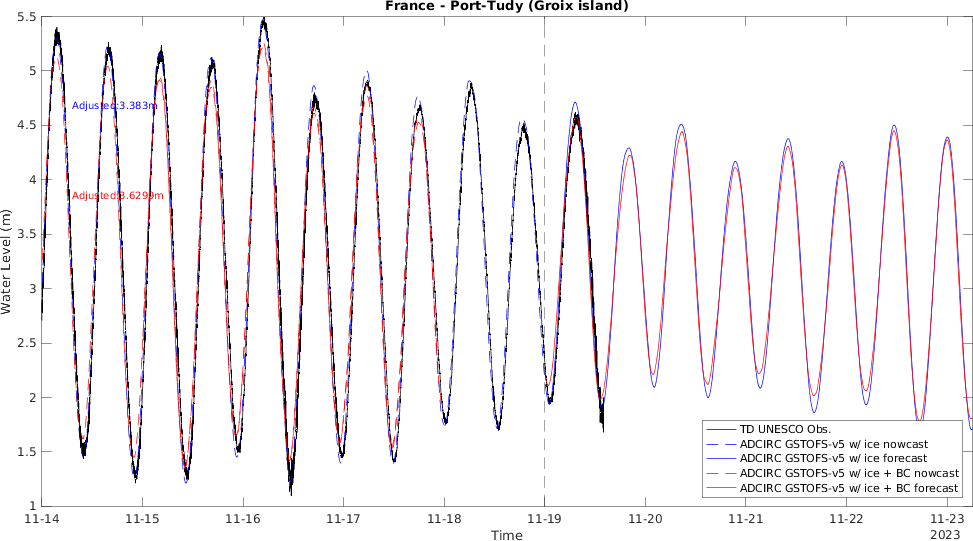 France - Port-Tudy (Groix island)
5.5
5
4.5
4
3.5
3
2.5
2
1.5
1
Water Level (m)
Adjusted:3.383m
Adjusted:3.6299m
TD UNESCO Obs.
ADCIRC GSTOFS-v5 w/ ice nowcast
ADCIRC GSTOFS-v5 w/ ice forecast
ADCIRC GSTOFS-v5 w/ ice + BC nowcast
ADCIRC GSTOFS-v5 w/ ice + BC forecast
11-14 11-15 11-16 11-17 11-18 11-19 11-20 11-21 11-22 11-23
Time
2023